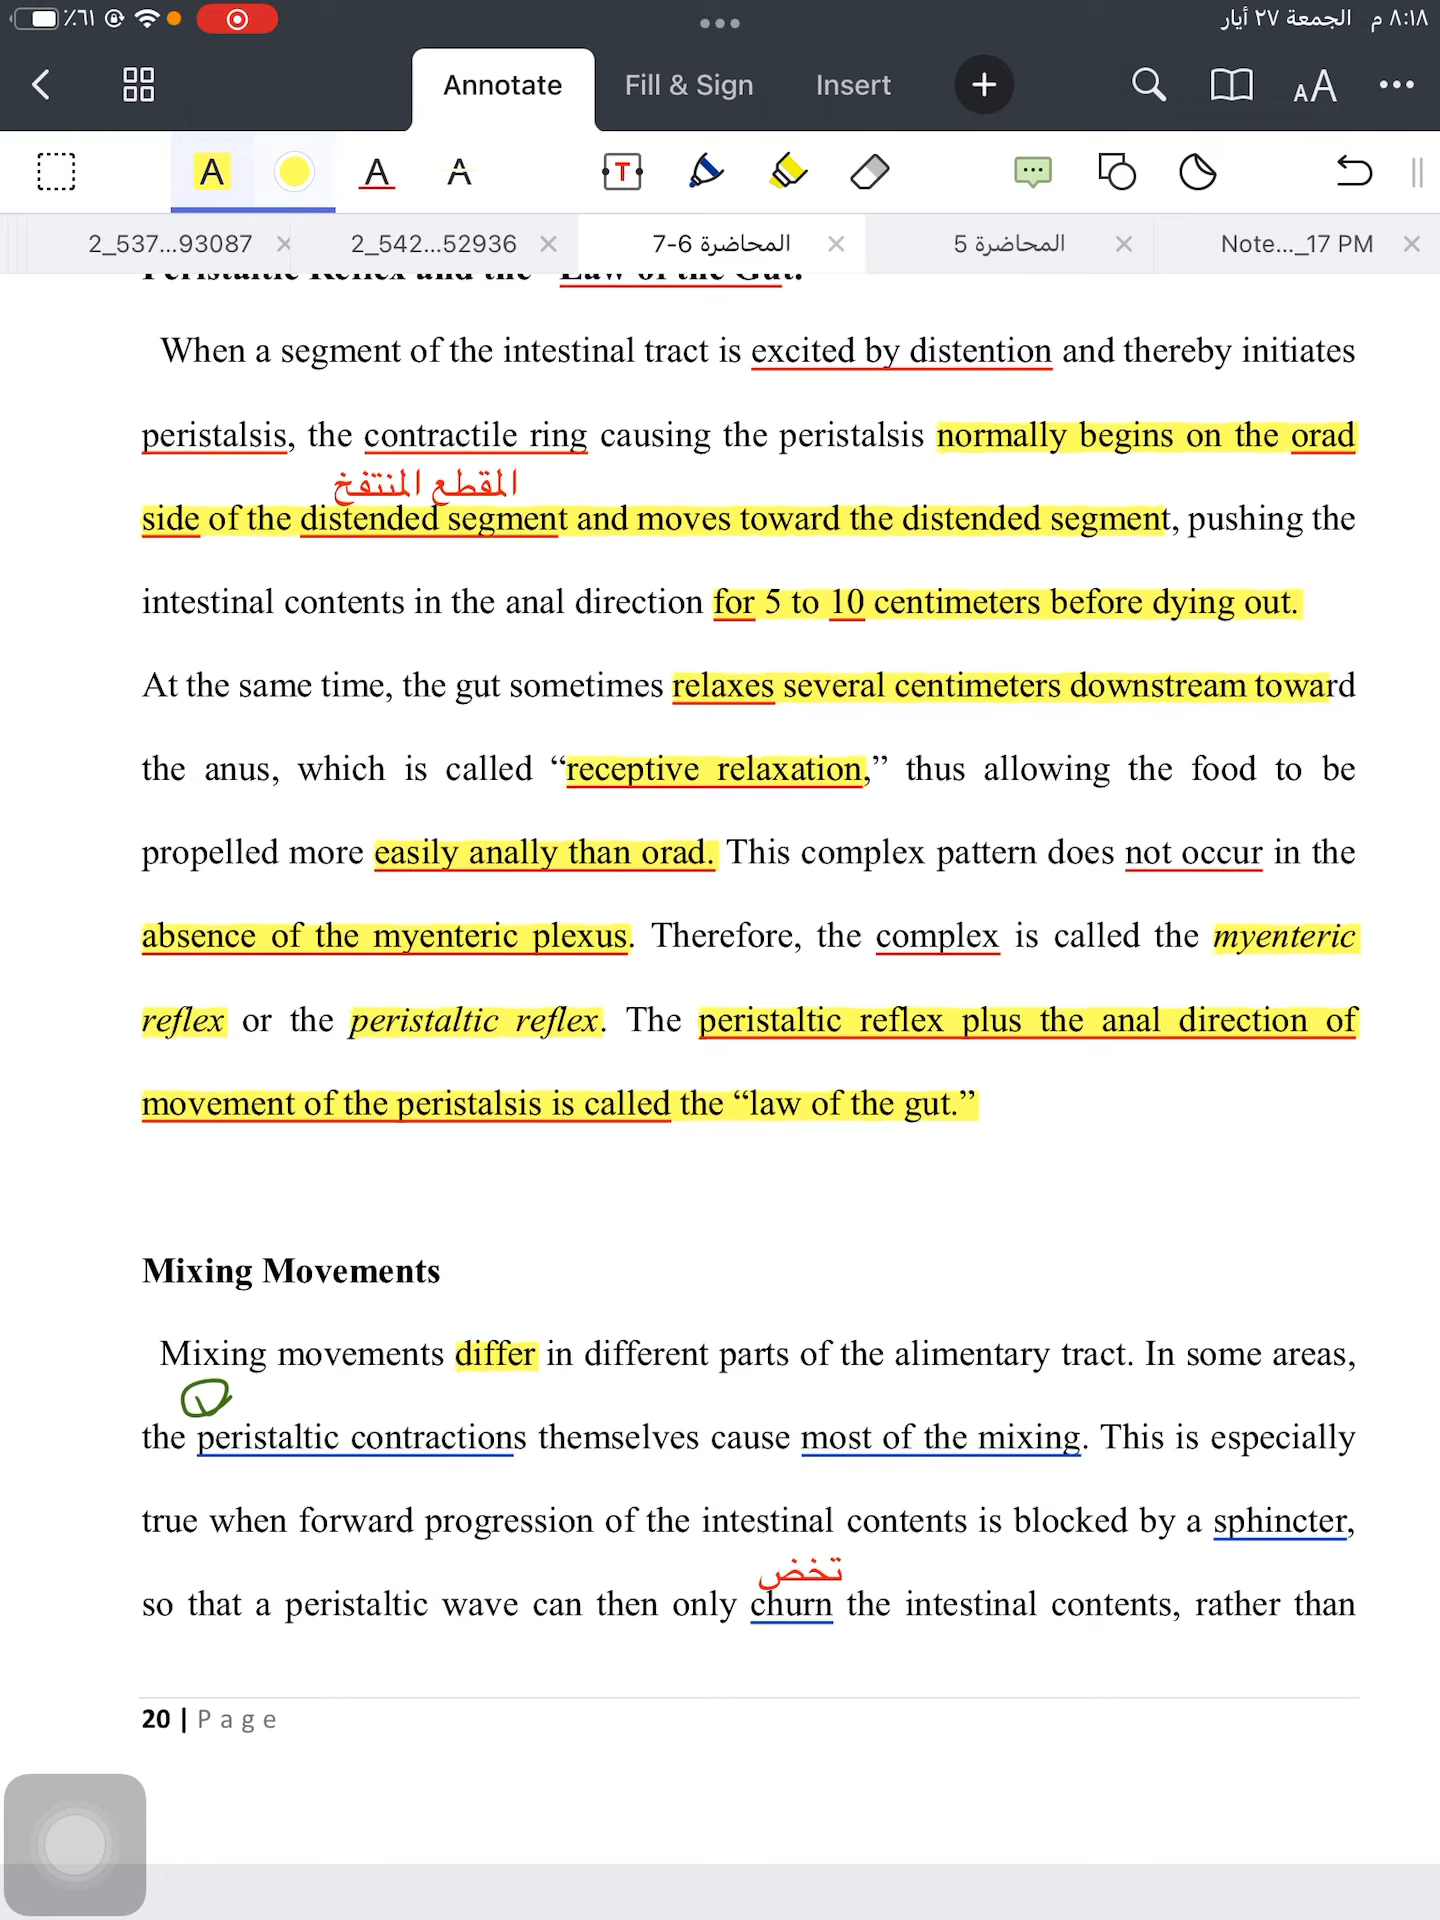 ٪٦١
٨:١٨ م الجمعة ٢٧ أيار
Annotate
Fill & Sign
Insert
AA
A
A
A
T
2_537...93087
2_542...52936
المحاضرة 6-7
المحاضرة 5
Note..._17 PM
Peristaltic Reflex and the "Law of the Gut.
When a segment of the intestinal tract is excited by distention and thereby initiates
peristalsis, the contractile ring causing the peristalsis normally begins on the orad
المقطع المنتفخ
side of the distended segment and moves toward the distended segment, pushing the
intestinal contents in the anal direction for 5 to 10 centimeters before dying out.
At the same time, the gut sometimes relaxes several centimeters downstream toward
the anus, which is called “receptive relaxation,” thus allowing the food to be
propelled more easily anally than orad. This complex pattern does not occur in the
absence of the myenteric plexus. Therefore, the complex is called the myenteric
reflex or the peristaltic reflex. The peristaltic reflex plus the anal direction of
movement of the peristalsis is called the “law of the gut.”
Mixing Movements
Mixing movements differ in different parts of the alimentary tract. In some areas,
the peristaltic contractions themselves cause most of the mixing. This is especially
true when forward progression of the intestinal contents is blocked by a sphincter,
تخض
so that a peristaltic wave can then only churn the intestinal contents, rather than
20 | Page